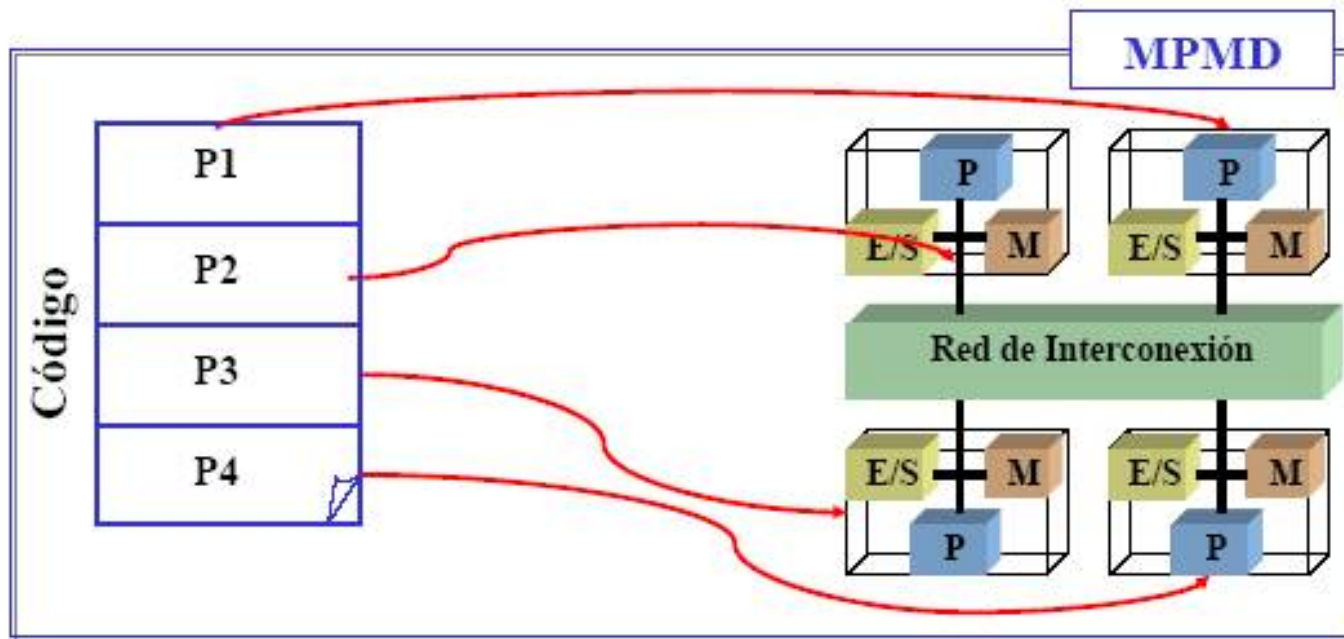 MPMD
Código
P1
P2
P3
P4
P
E/S
M
P
E/S
M
Red de Interconexión
E/S
M
P
E/S
M
P